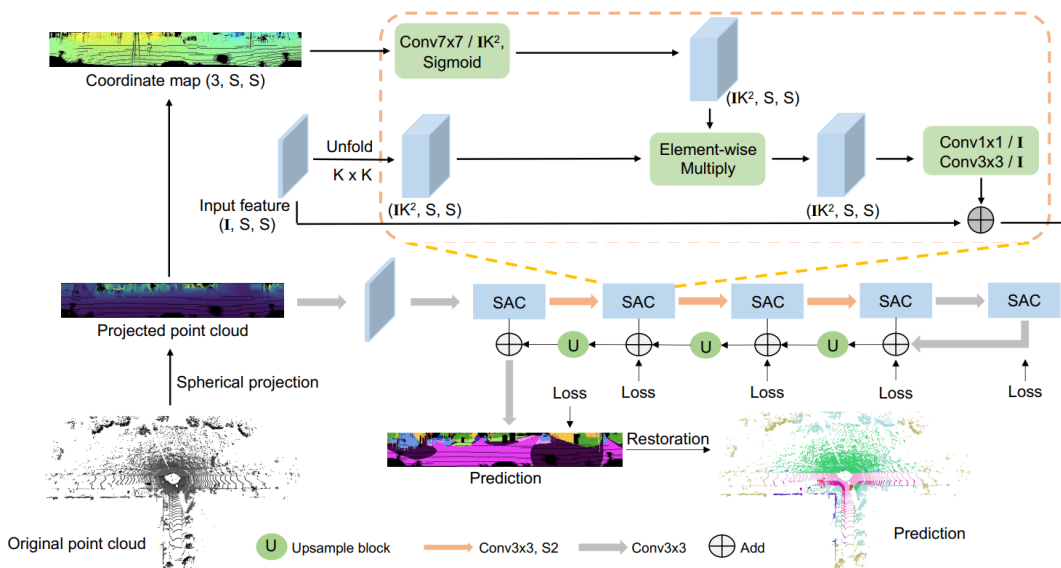 Conv7x7 / IK²,
Sigmoid
Coordinate map (3, S, S)
(IK², S, S)
Unfold
K x K
Element-wise
Multiply
Conv1x1 / I
Conv3x3 / I
Input feature
(I, S, S)
(IK², S, S)
(IK², S, S)
SAC
SAC
SAC
SAC
SAC
Projected point cloud
U
U
U
Spherical projection
Loss
Loss
Loss
Loss
Loss
Restoration
Prediction
Original point cloud
Prediction
U
Upsample block
Conv3x3, S2
Conv3x3
Add